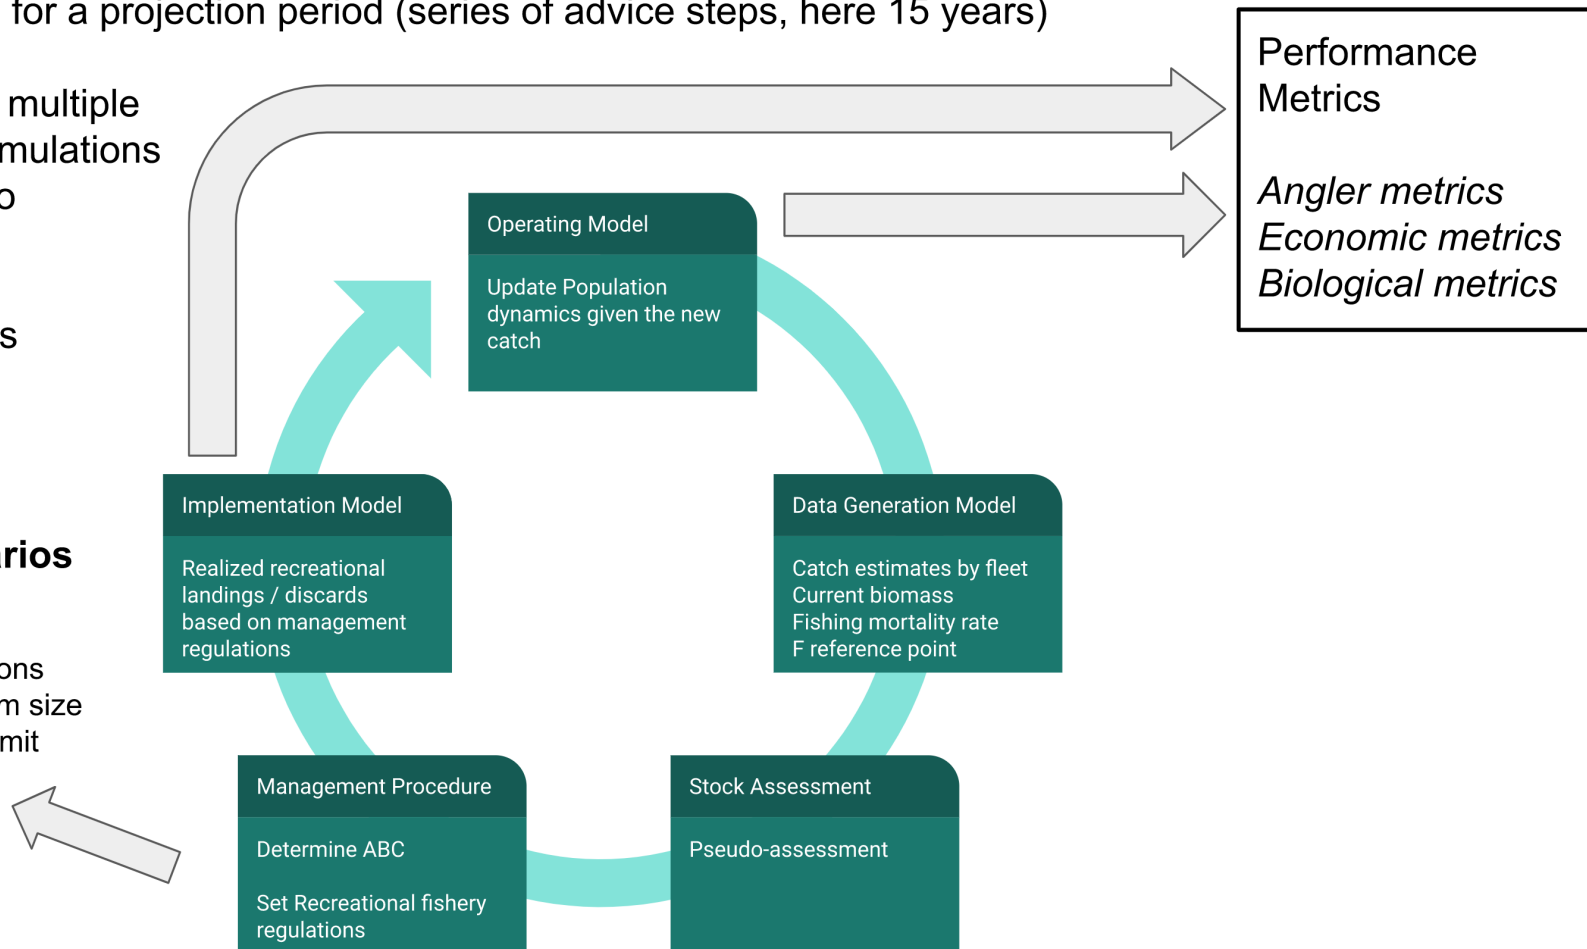 for a projection period (series of advice steps, here 15 years)
multiple
mulations
o
s
rios
ons
m size
mit
Performance
Metrics
Angler metrics
Economic metrics
Biological metrics
Operating Model
Update Population
dynamics given the new
catch
Implementation Model
Realized recreational
landings / discards
based on management
regulations
Data Generation Model
Catch estimates by fleet
Current biomass
Fishing mortality rate
F reference point
Management Procedure
Determine ABC
Set Recreational fishery
regulations
Stock Assessment
Pseudo-assessment